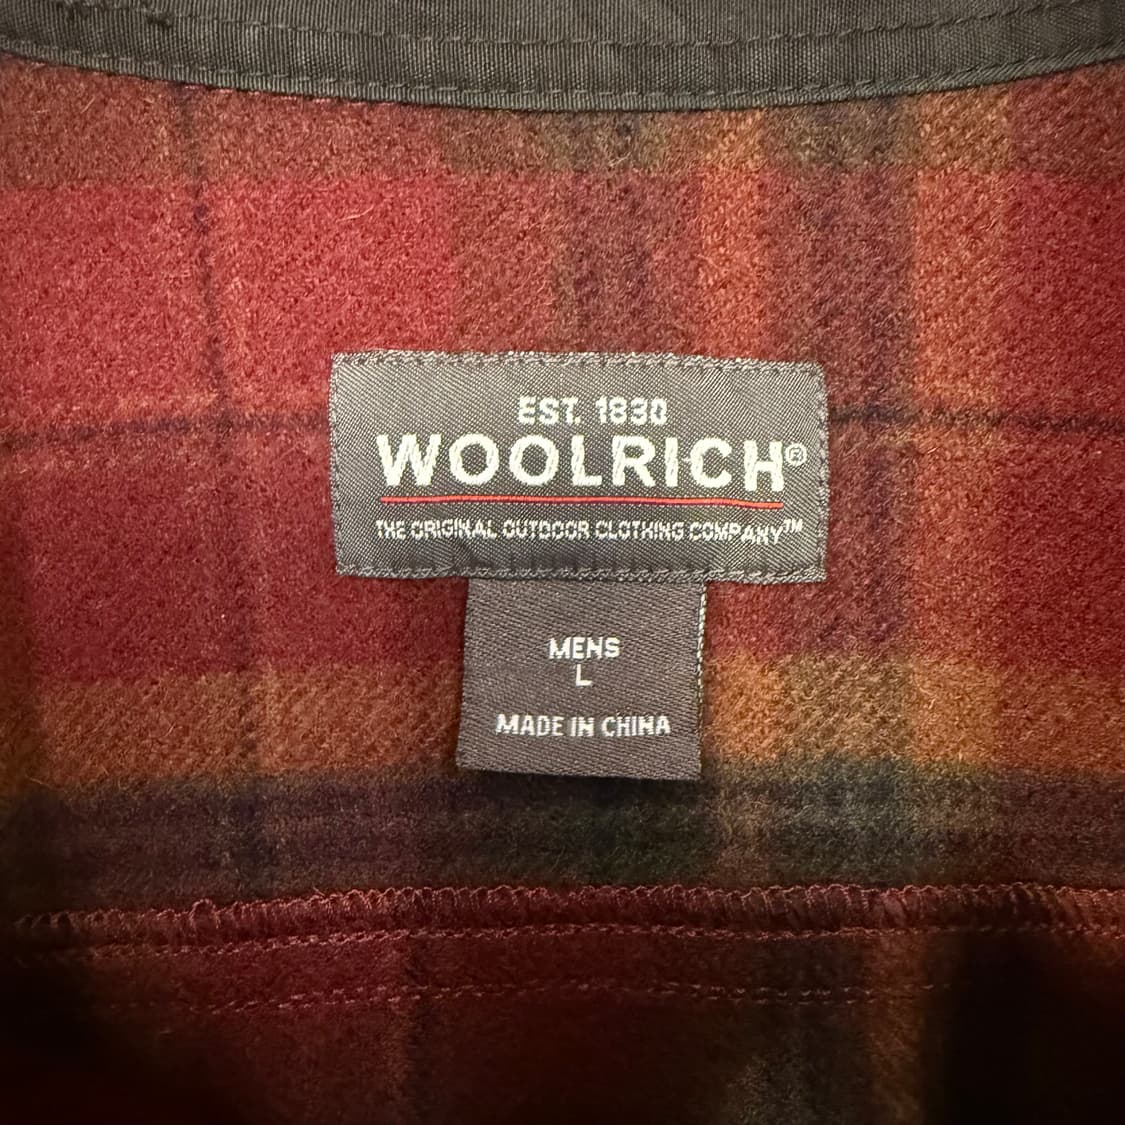 EST. 1830
WOOLRICH®
THE ORIGINAL OUTDOOR CLOTHING COMPANY™
MENS
L
MADE IN CHINA